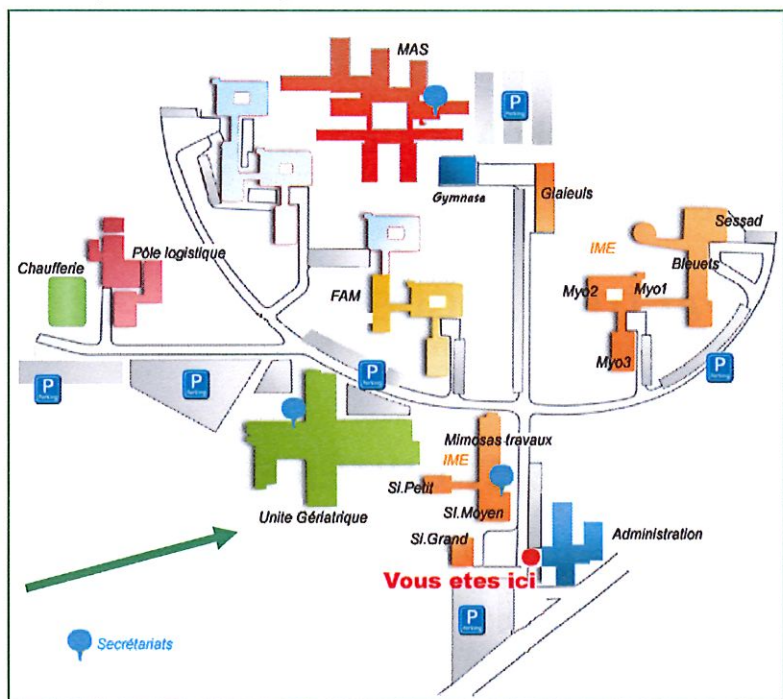 MAS
P
Parking
Gymnase
Glaieuls
Sessad
IME
Bleuets
Pôle logistique
Chaufferie
Myo2
Myo1
FAM
Myo3
P
Parking
P
Parking
P
Parking
P
Parking
Mimosas travaux
IME
SI.Petit
Unite Gériatrique
SI.Moyen
SI.Grand
Administration
Vous etes ici
P
Parking
Secrétariats